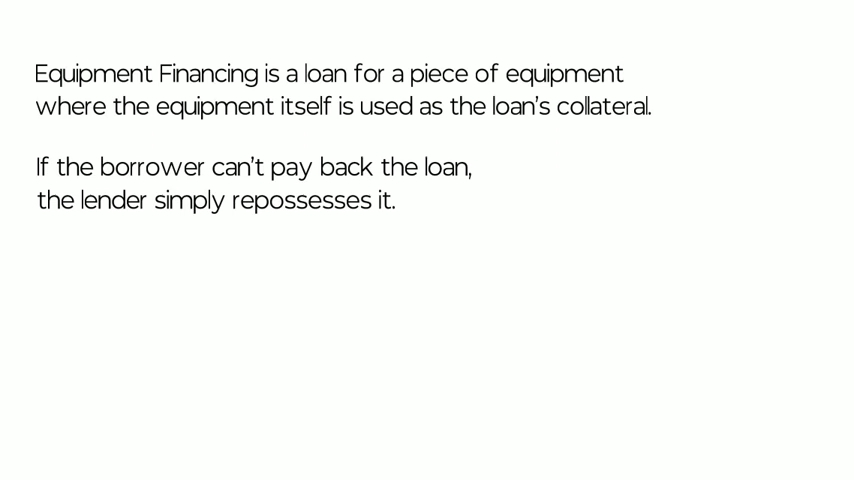 Equipment Financing is a loan for a piece of equipment
where the equipment itself is used as the loan’s collateral.
If the borrower can’t pay back the loan,
the lender simply repossesses it.